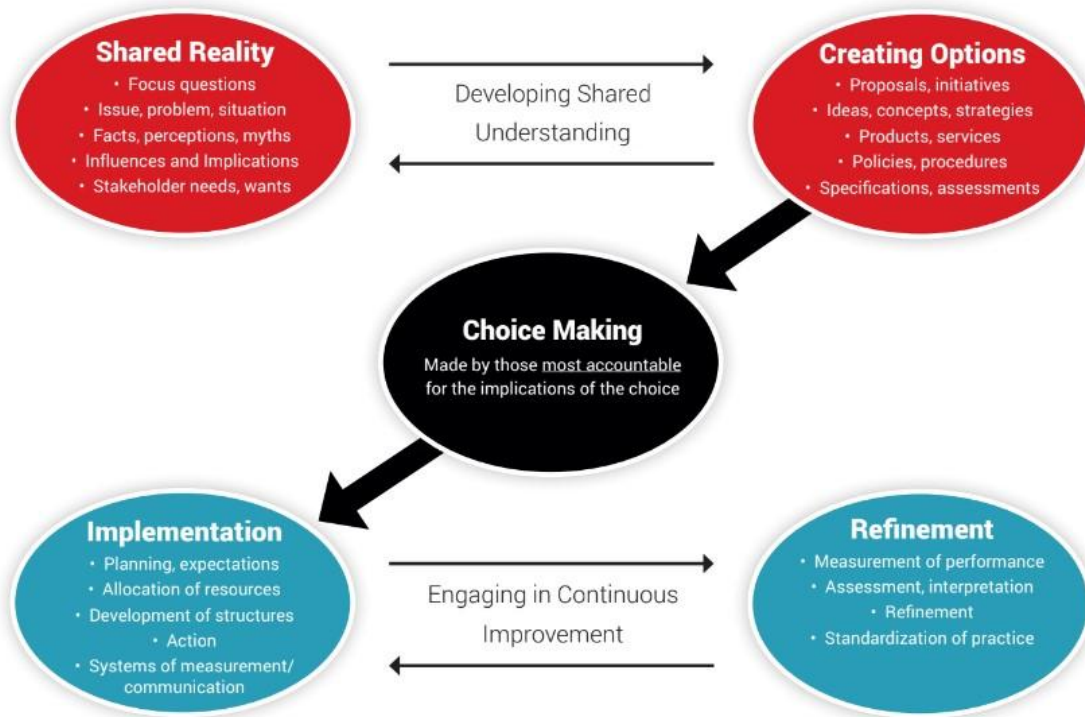 Shared Reality
• Focus questions
• Issue, problem, situation
• Facts, perceptions, myths
• Influences and Implications
• Stakeholder needs, wants
Developing Shared
Understanding
Creating Options
• Proposals, initiatives
• Ideas, concepts, strategies
• Products, services
• Policies, procedures
• Specifications, assessments
Choice Making
Made by those most accountable
for the implications of the choice
Implementation
• Planning, expectations
• Allocation of resources
• Development of structures
• Action
• Systems of measurement/
communication
Engaging in Continuous
Improvement
Refinement
• Measurement of performance
• Assessment, interpretation
• Refinement
• Standardization of practice